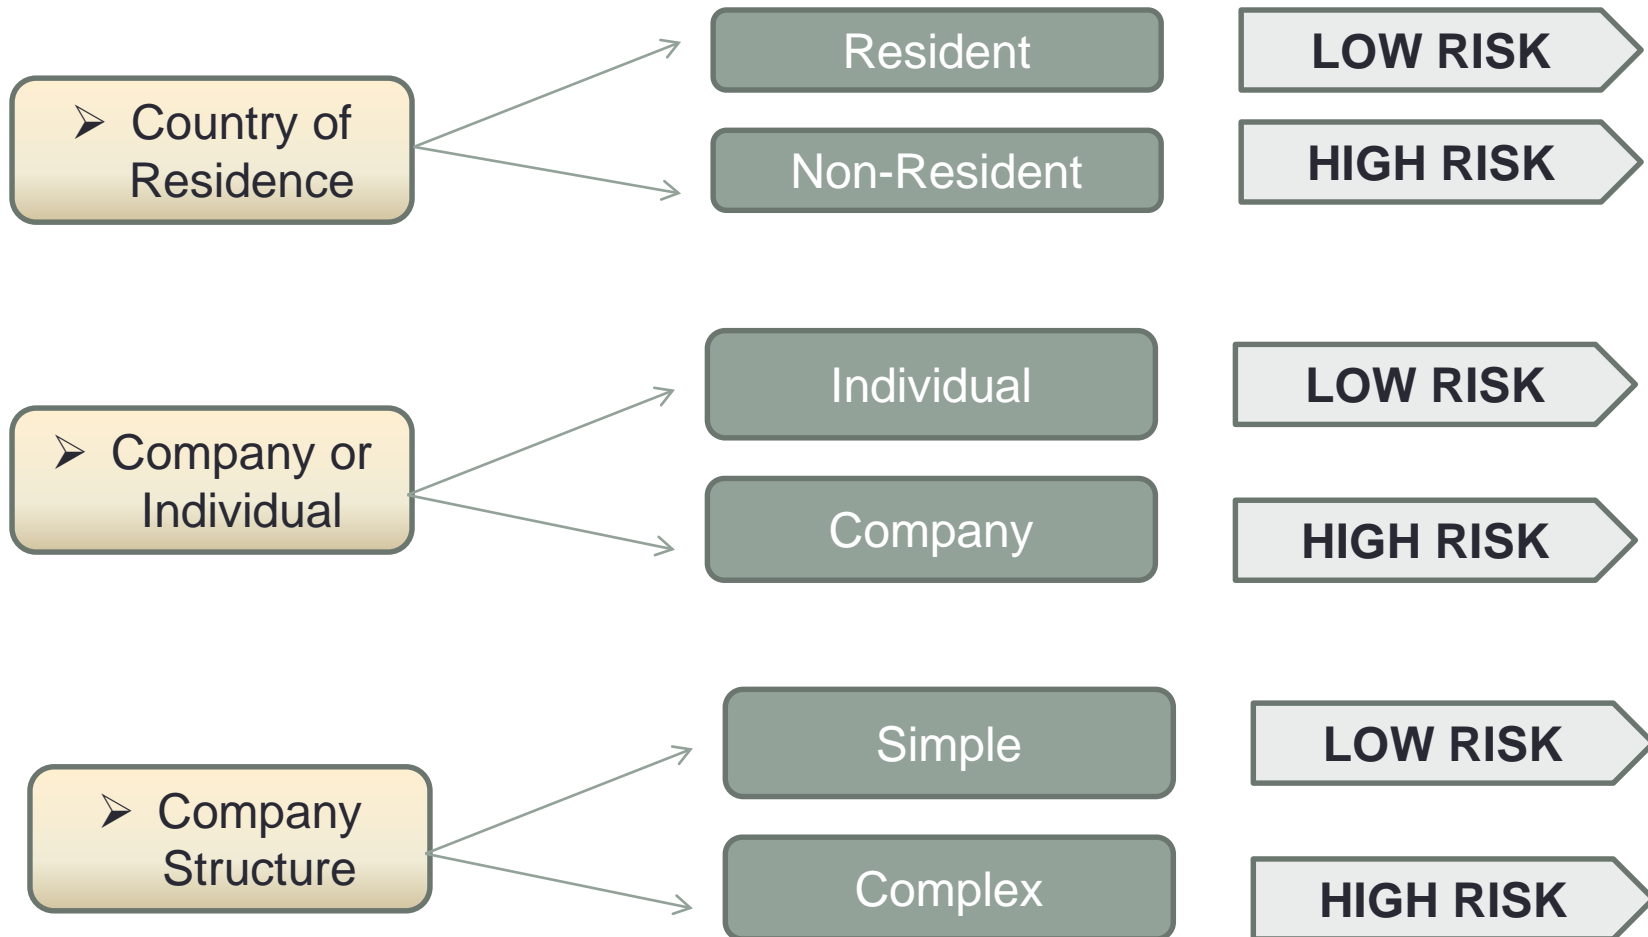 ➢ Country of
Residence
Resident
LOW RISK
Non-Resident
HIGH RISK
➢ Company or
Individual
Individual
LOW RISK
Company
HIGH RISK
➢ Company
Structure
Simple
LOW RISK
Complex
HIGH RISK